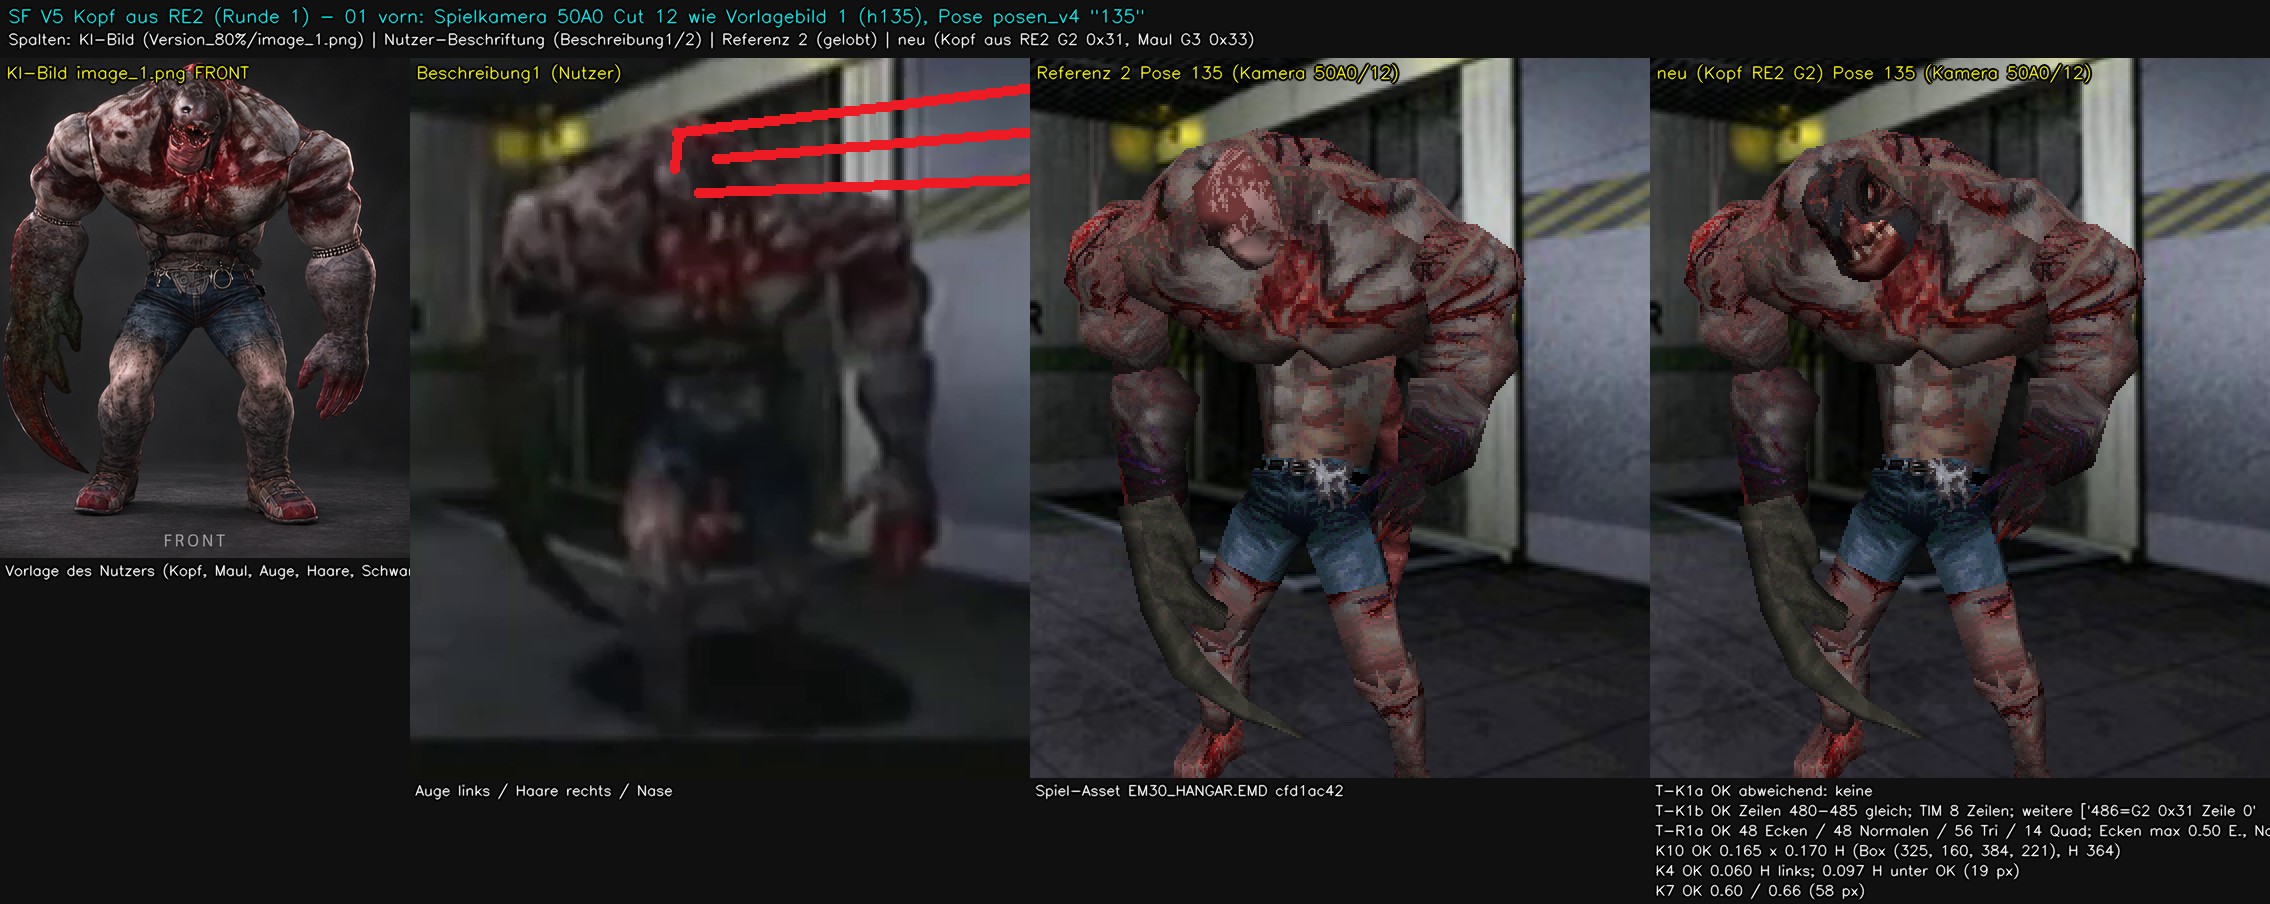 SF V5 Kopf aus RE2 (Runde 1) – 01 vorn: Spielkamera 50A0 Cut 12 wie Vorlagebild 1 (h135), Pose posen_v4 "135"
Spalten: KI-Bild (Version_80%/image_1.png) | Nutzer-Beschriftung (Beschreibung1/2) | Referenz 2 (gelobt) | neu (Kopf aus RE2 G2 0x31, Maul G3 0x33)
KI-Bild image_1.png FRONT
Beschreibung1 (Nutzer)
Referenz 2 Pose 135 (Kamera 50A0/12)
neu (Kopf RE2 G2) Pose 135 (Kamera 50A0/12)
R
R
FRONT
Vorlage des Nutzers (Kopf, Maul, Auge, Haare, Schwa
Auge links / Haare rechts / Nase
Spiel-Asset EM30_HANGAR.EMD cfd1ac42
T-K1a OK abweichend: keine
T-K1b OK Zeilen 480-485 gleich; TIM 8 Zeilen; weitere ['486=G2 0x31 Zeile 0'
T-R1a OK 48 Ecken / 48 Normalen / 56 Tri / 14 Quad; Ecken max 0.50 E., No
K10 OK 0.165 x 0.170 H (Box (325, 160, 384, 221), H 364)
K4 OK 0.060 H links; 0.097 H unter OK (19 px)
K7 OK 0.60 / 0.66 (58 px)